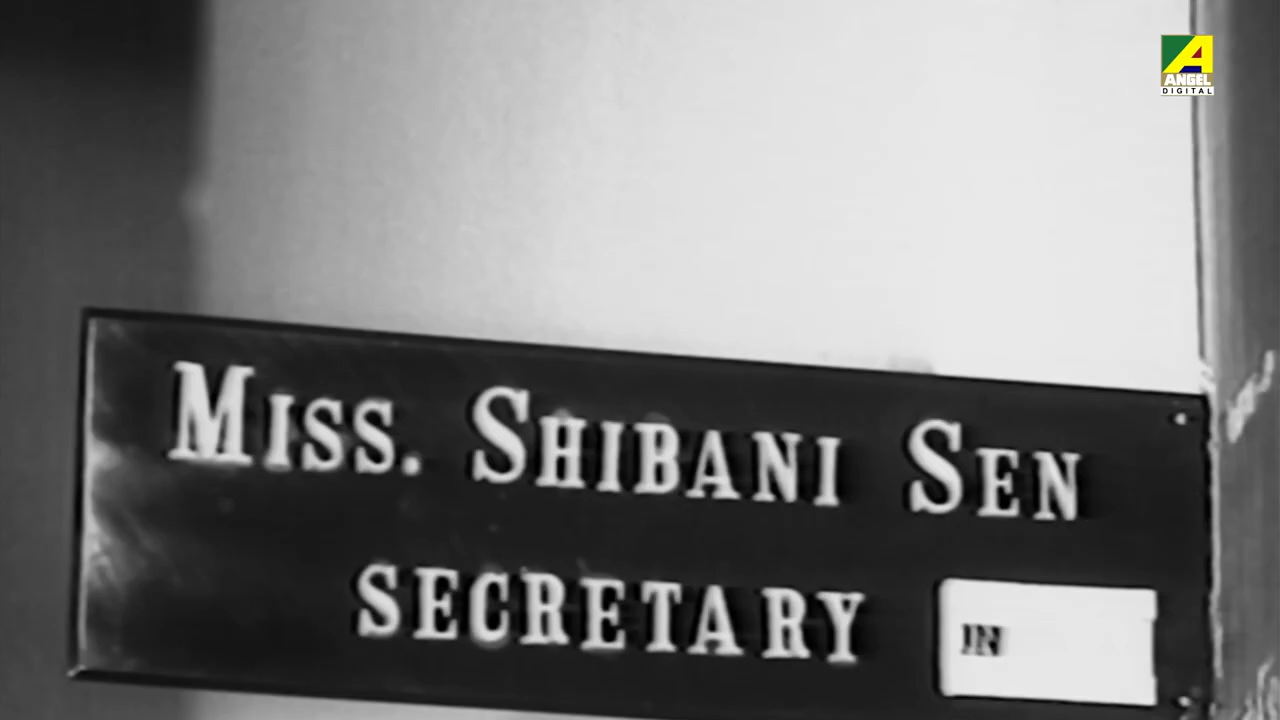 A
ANGEL
DIGITAL
MISS. SHIBANI SEN
SECRETARY
IN